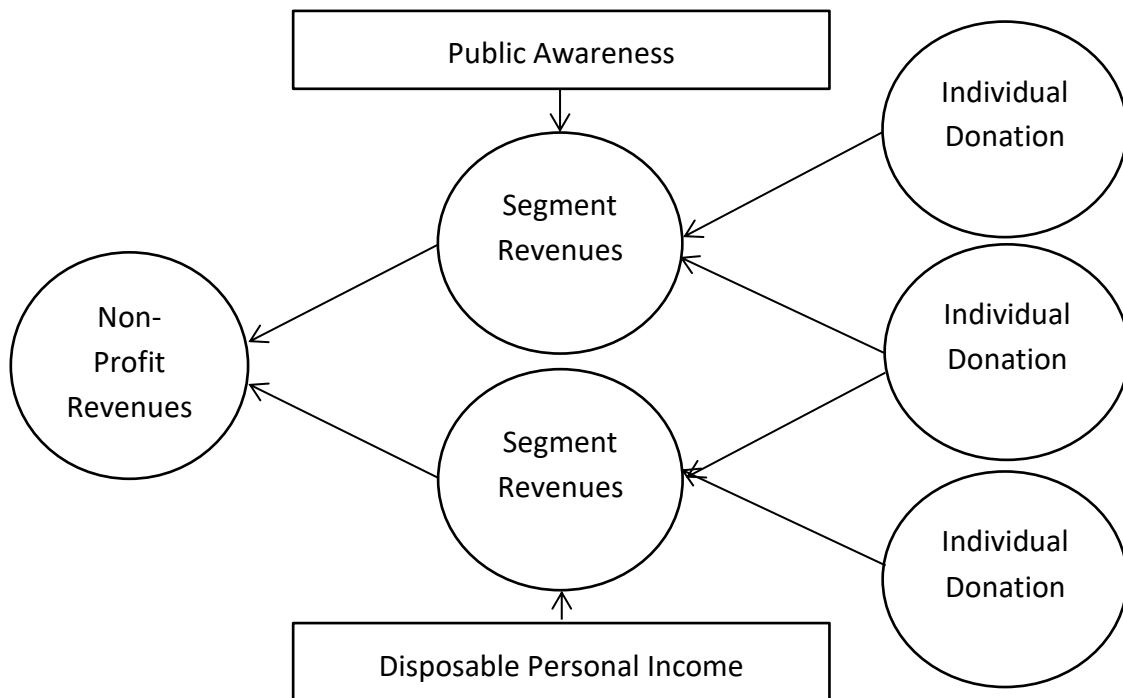 Public Awareness
Individual
Donation
Segment
Revenues
Non-
Profit
Revenues
Individual
Donation
Segment
Revenues
Individual
Donation
Disposable Personal Income